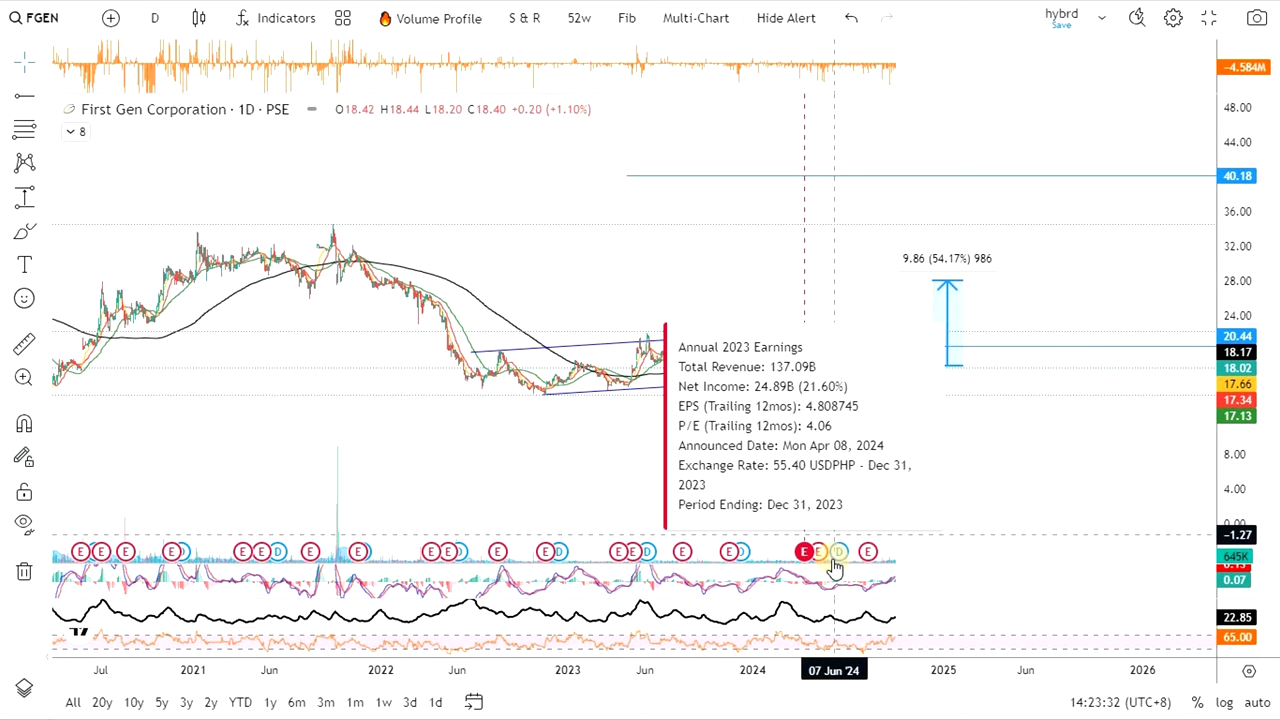 FGEN
D
Indicators
Volume Profile
S & R
52w
Fib
Multi-Chart
Hide Alert
hybrd
Save
−4.584M
First Gen Corporation · 1D · PSE
O18.42 H18.44 L18.20 C18.40 +0.20 (+1.10%)
8
48.00
44.00
40.18
36.00
32.00
9.86 (54.17%) 986
28.00
24.00
20.44
18.17
18.02
17.66
17.34
17.13
Annual 2023 Earnings
Total Revenue: 137.09B
Net Income: 24.89B (21.60%)
EPS (Trailing 12mos): 4.808745
P/E (Trailing 12mos): 4.06
Announced Date: Mon Apr 08, 2024
Exchange Rate: 55.40 USDPHP - Dec 31,
2023
Period Ending: Dec 31, 2023
8.00
4.00
−1.27
E E E E D E E D E E D E E D E E D E E D E E D E E D E
645K
0.07
22.85
65.00
Jul 2021 Jun 2022 Jun 2023 Jun 2024 07 Jun '24 2025 Jun 2026
All 20y 10y 5y 3y 2y YTD 1y 6m 3m 1m 1w 3d 1d
14:23:32 (UTC+8) % log auto